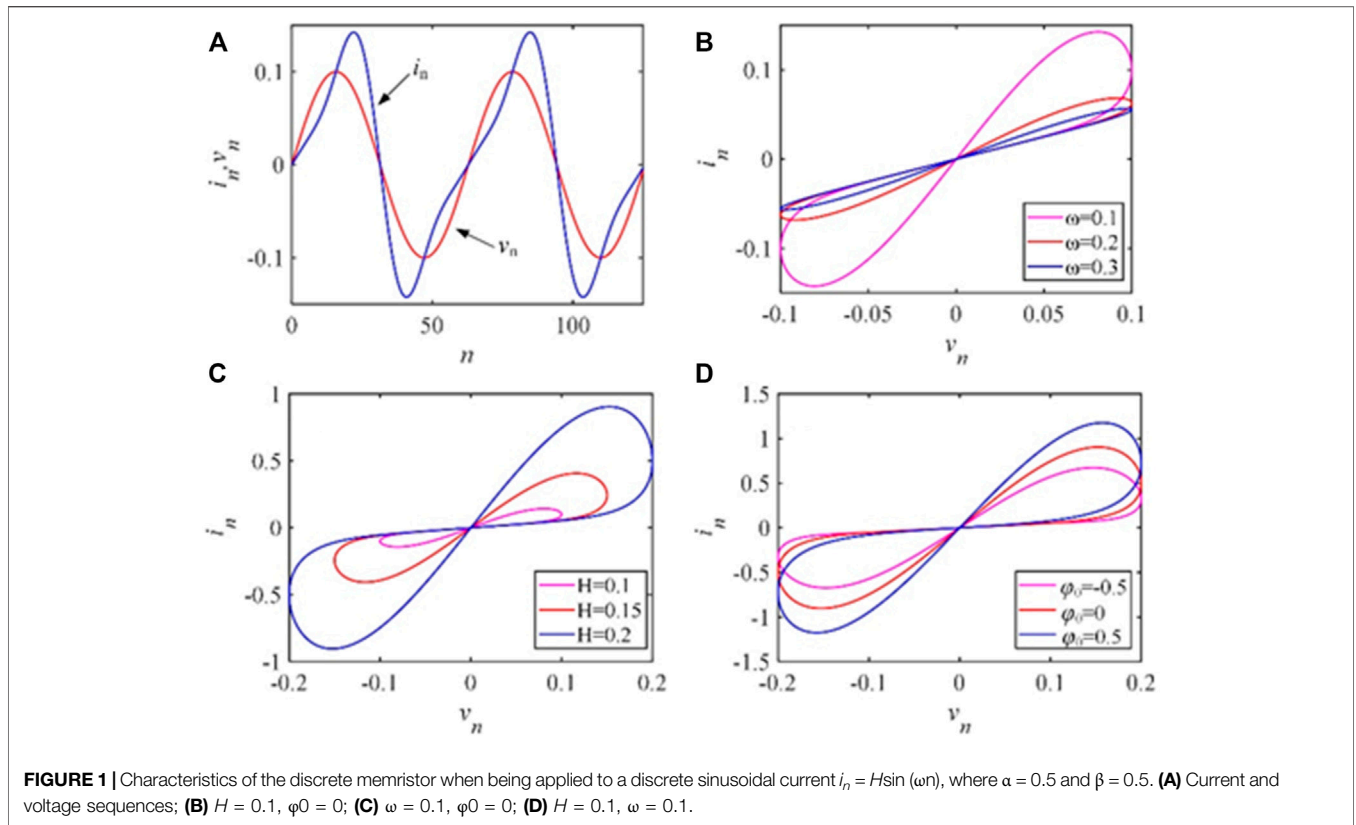 A
i_n
0.1
0
-0.1
i_n, v_n
v_n
0
50
100
n
B
0.1
0
-0.1
i_n
ω=0.1
ω=0.2
ω=0.3
-0.1
-0.05
0
0.05
0.1
v_n
C
1
0.5
0
-0.5
-1
i_n
H=0.1
H=0.15
H=0.2
-0.2
-0.1
0
0.1
0.2
v_n
D
1.5
1
0.5
0
-0.5
-1
-1.5
i_n
φ₀=-0.5
φ₀=0
φ₀=0.5
-0.2
-0.1
0
0.1
0.2
v_n
FIGURE 1 | Characteristics of the discrete memristor when being applied to a discrete sinusoidal current i_n = Hsin (ωn), where α = 0.5 and β = 0.5. (A) Current and
voltage sequences; (B) H = 0.1, φ0 = 0; (C) ω = 0.1, φ0 = 0; (D) H = 0.1, ω = 0.1.